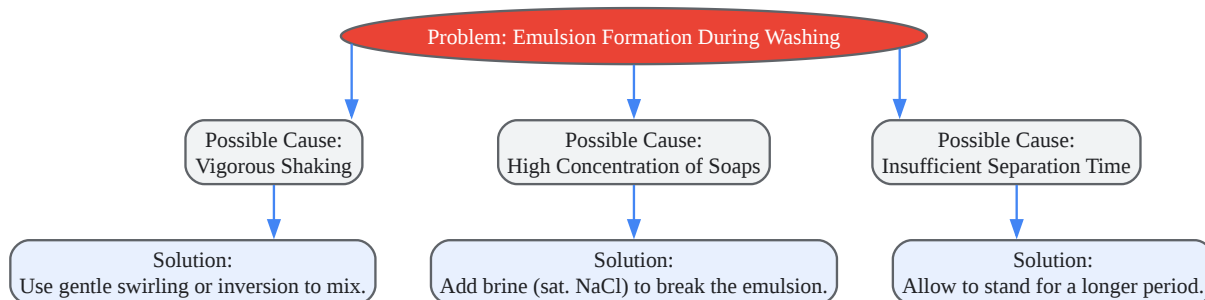 Problem: Emulsion Formation During Washing
Possible Cause:
Vigorous Shaking
Possible Cause:
High Concentration of Soaps
Possible Cause:
Insufficient Separation Time
Solution:
Use gentle swirling or inversion to mix.
Solution:
Add brine (sat. NaCl) to break the emulsion.
Solution:
Allow to stand for a longer period.